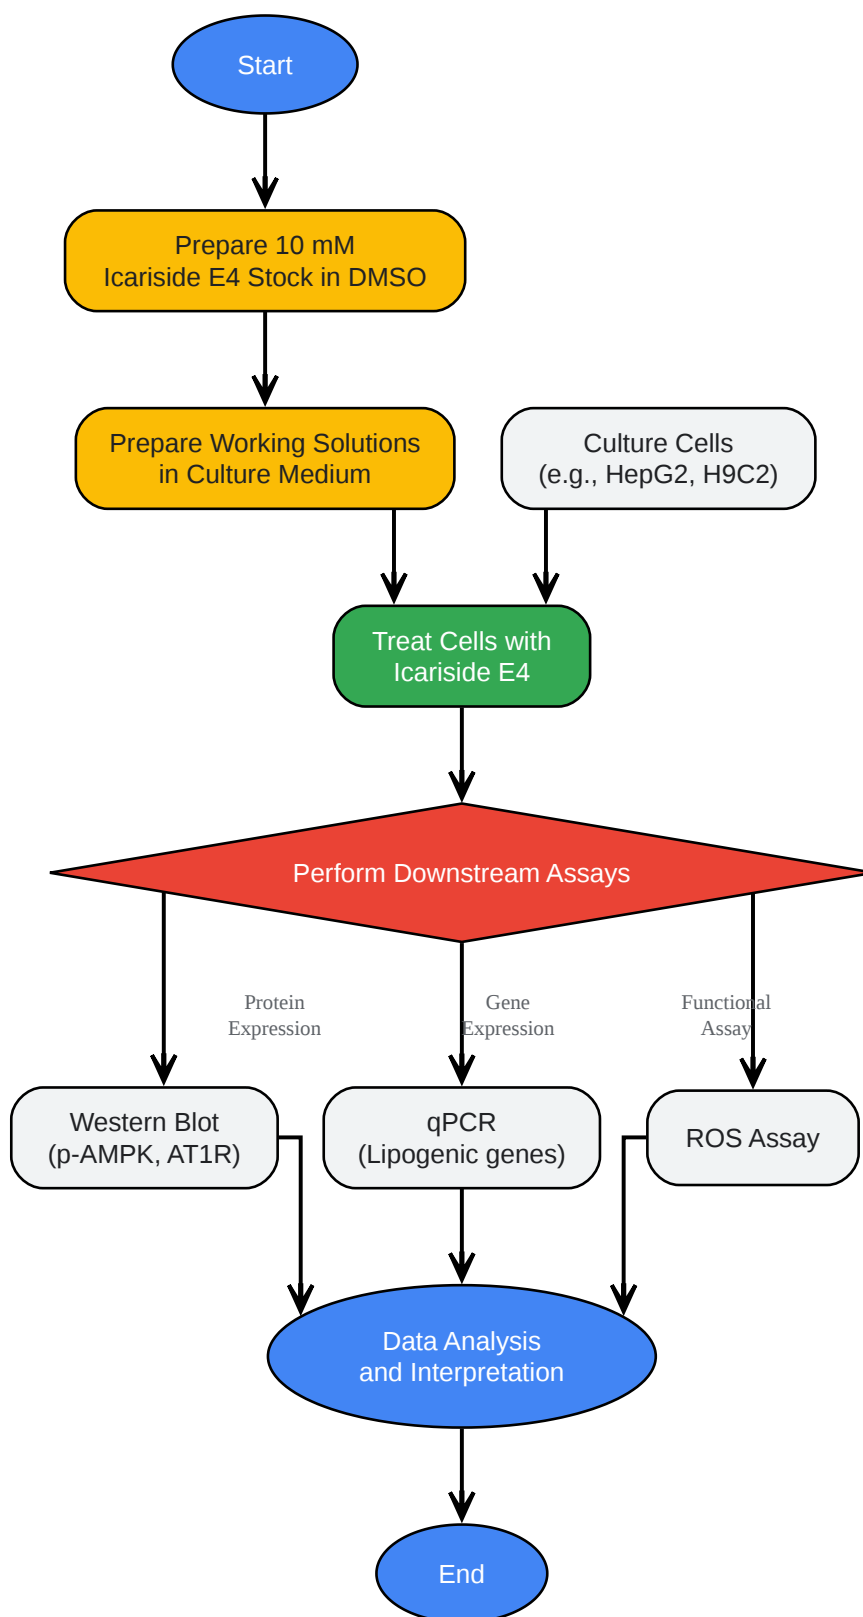 Start
Prepare 10 mM
Icariside E4 Stock in DMSO
Prepare Working Solutions
in Culture Medium
Culture Cells
(e.g., HepG2, H9C2)
Treat Cells with
Icariside E4
Perform Downstream Assays
Protein
Expression
Gene
Expression
Functional
Assay
Western Blot
(p-AMPK, AT1R)
qPCR
(Lipogenic genes)
ROS Assay
Data Analysis
and Interpretation
End